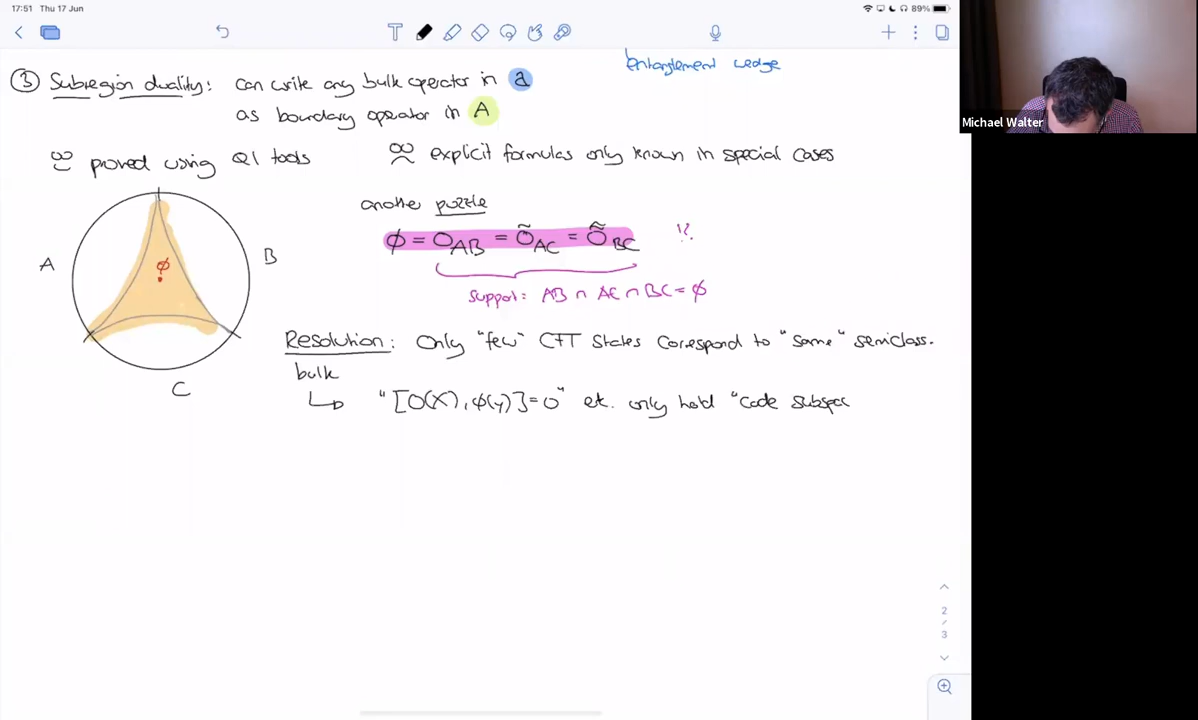 17:51 Thu 17 Jun
89%
T
entanglement wedge
③ Subregion duality: can write any bulk operator in a
as boundary operator in A
proved using QI tools
explicit formulas only known in special cases
another puzzle
ϕ = O_AB = Õ_AC = Õ̃_BC !?
A
B
ϕ
support: AB ∩ AC ∩ BC = ∅
Resolution: Only "few" CFT states correspond to "same" semiclass.
bulk
C
↳ "[O(X), ϕ(y)] = 0" etc. only hold "code subspac
2
/
3
Michael Walter